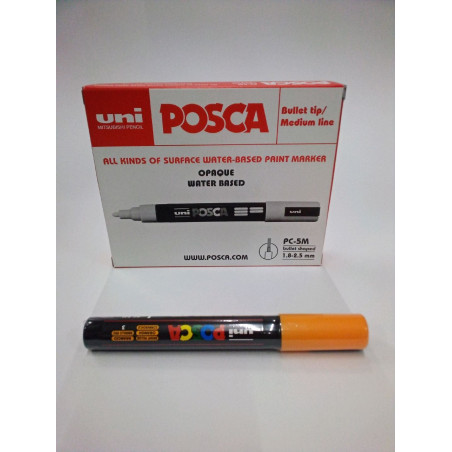 uni
MITSUBISHI PENCIL
POSCA
Bullet tip/
Medium line
ALL KINDS OF SURFACE WATER-BASED PAINT MARKER
OPAQUE
WATER BASED
uni POSCA
uni
WWW.POSCA.COM
PC-5M
bullet shaped
1.8-2.5 mm
POSCA
uni